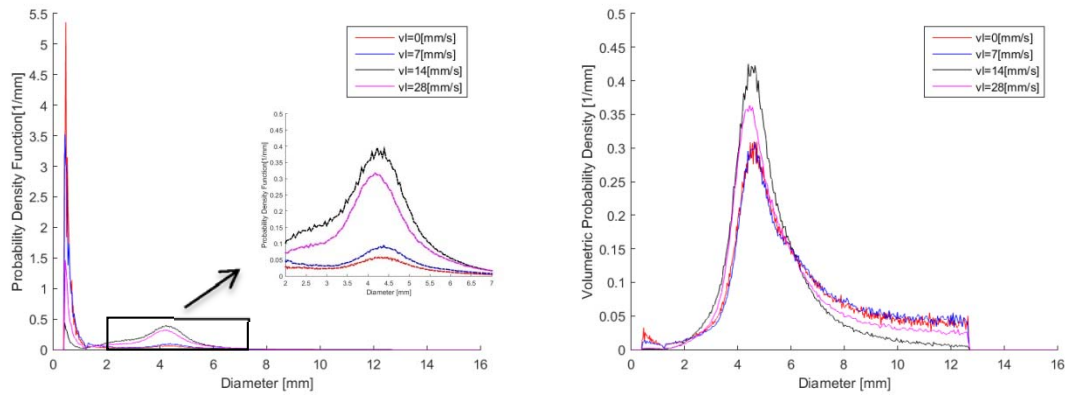 Probability Density Function[1/mm]
5.5
5
4.5
4
3.5
3
2.5
2
1.5
1
0.5
0
0 2 4 6 8 10 12 14 16
Diameter [mm]
vl=0[mm/s]
vl=7[mm/s]
vl=14[mm/s]
vl=28[mm/s]
Probability Density Function[1/mm]
0.5
0.45
0.4
0.35
0.3
0.25
0.2
0.15
0.1
0.05
0
2 2.5 3 3.5 4 4.5 5 5.5 6 6.5 7
Diameter [mm]
Volumetric Probability Density [1/mm]
0.5
0.45
0.4
0.35
0.3
0.25
0.2
0.15
0.1
0.05
0
0 2 4 6 8 10 12 14 16
Diameter [mm]
vl=0[mm/s]
vl=7[mm/s]
vl=14[mm/s]
vl=28[mm/s]